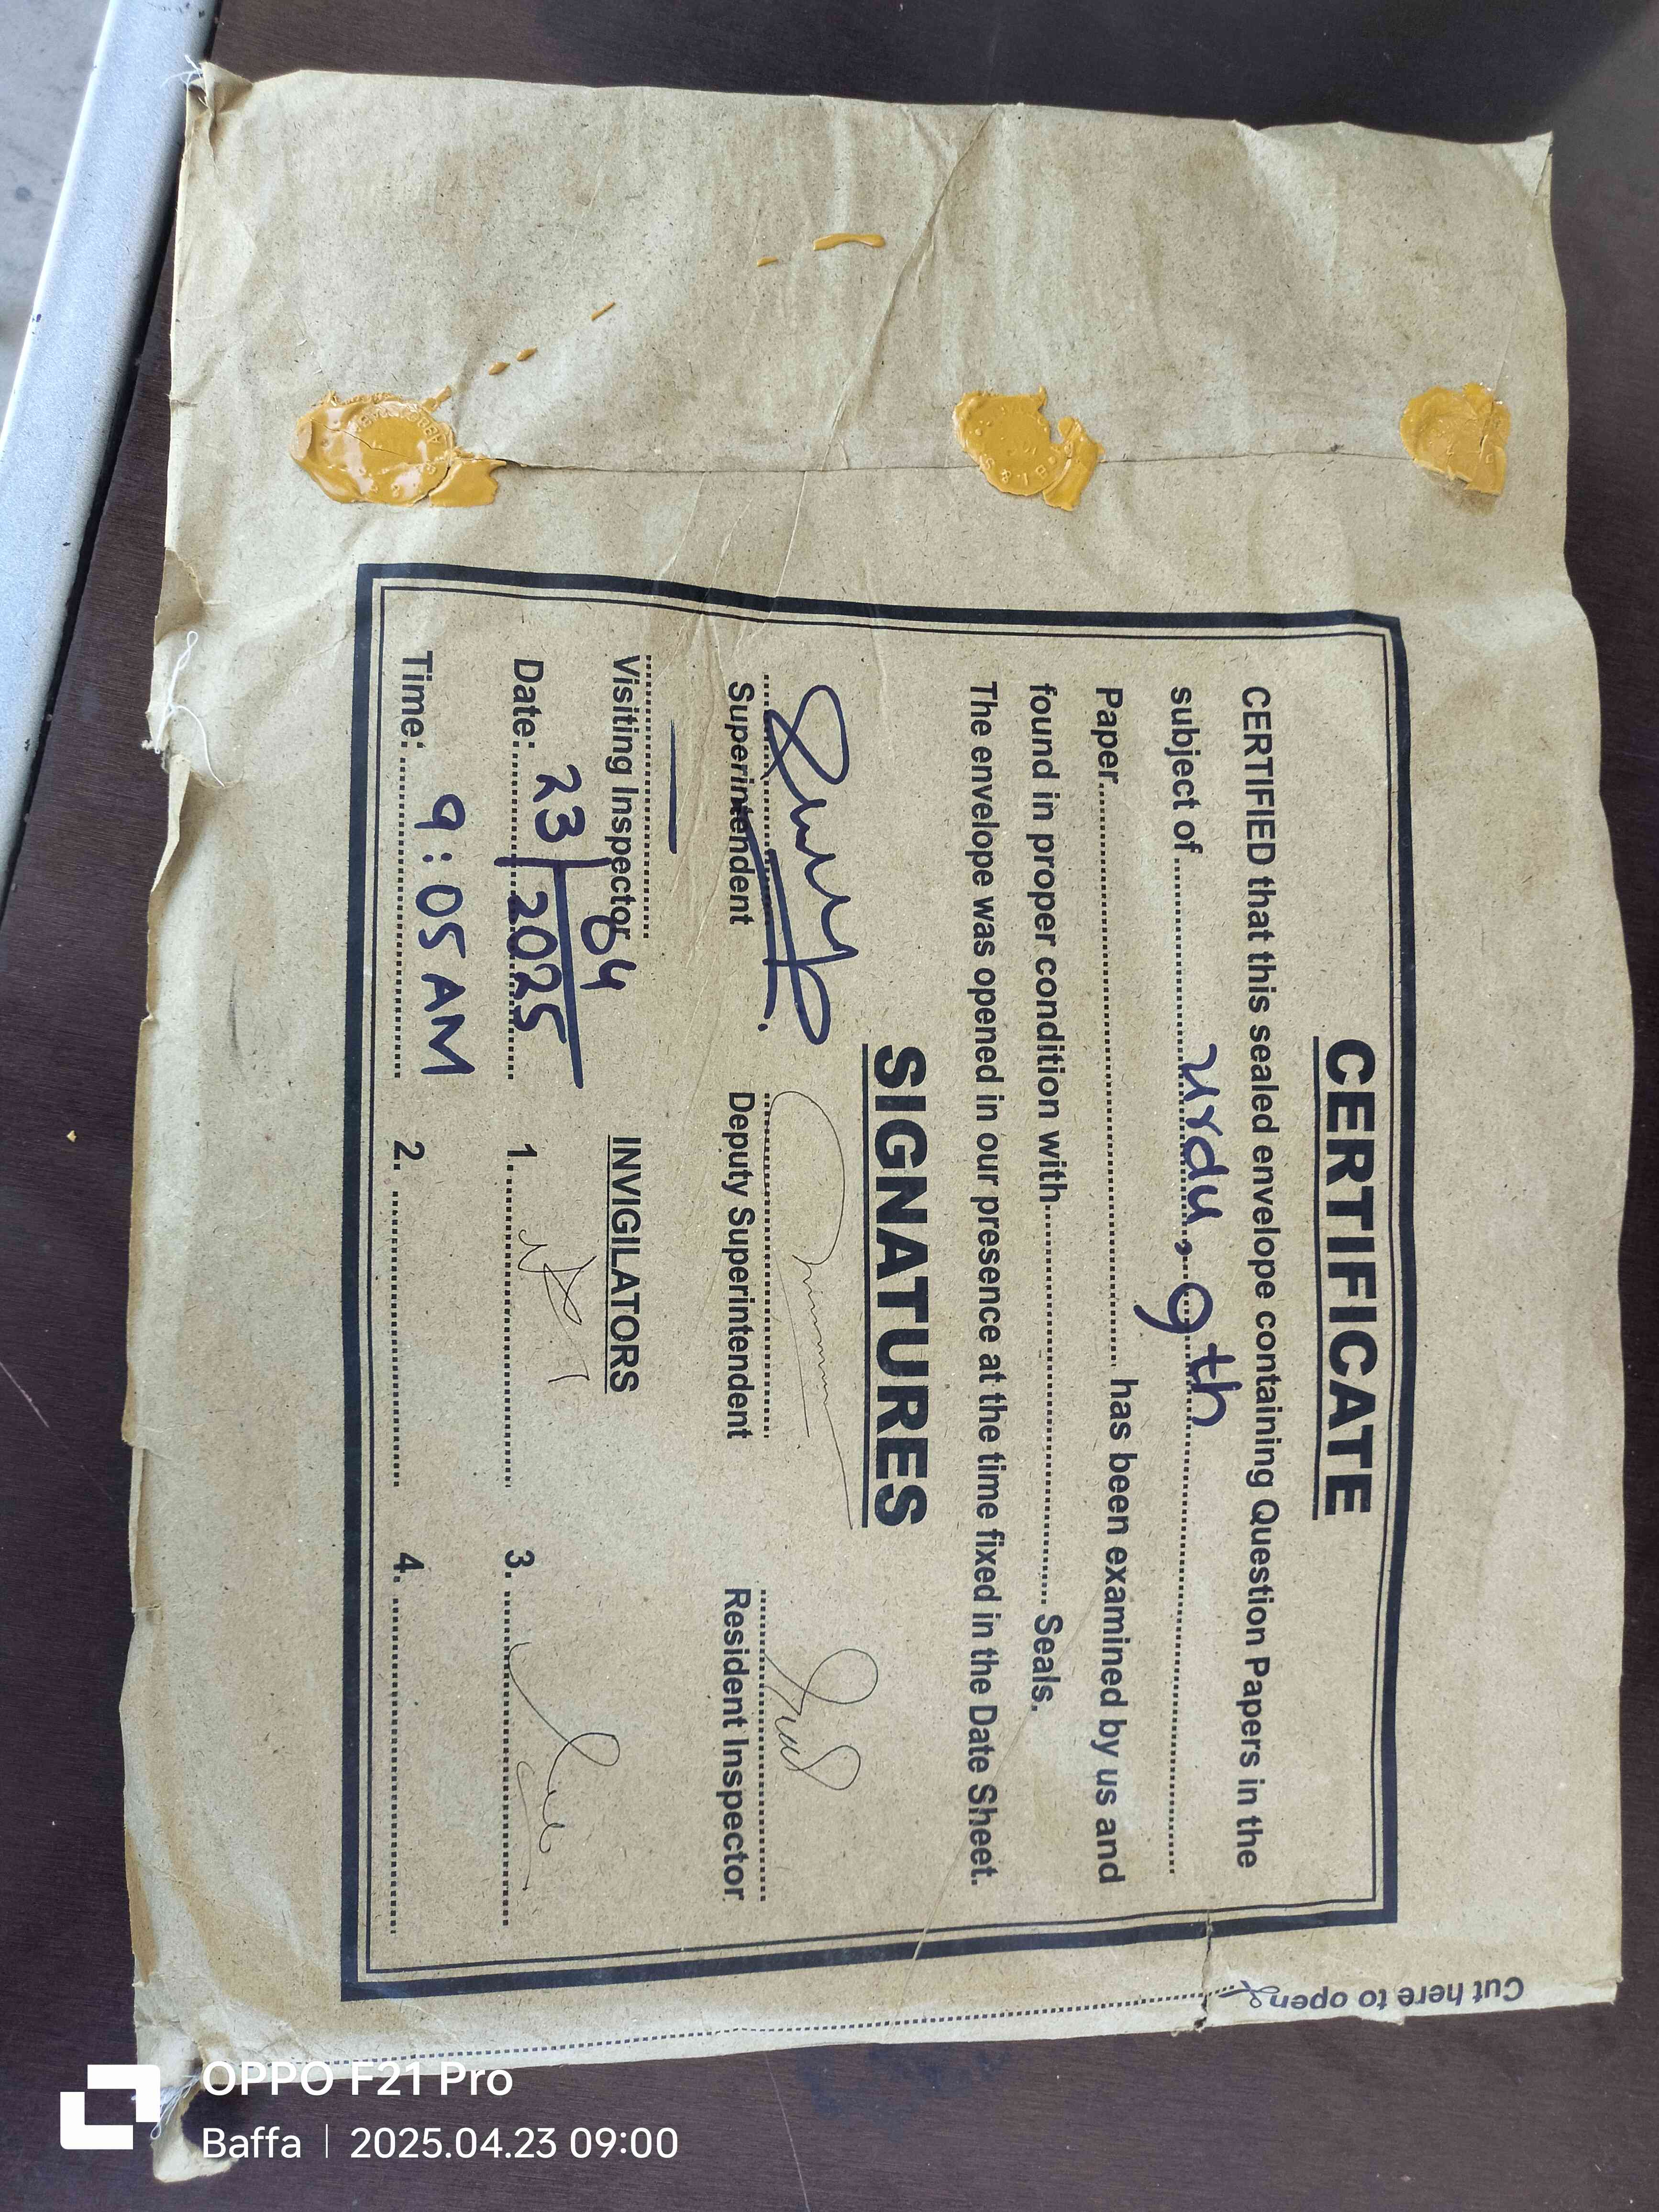 CERTIFICATE
CERTIFIED that this sealed envelope containing Question Papers in the
subject of urdu, 9th
Paper has been examined by us and
found in proper condition with Seals.
The envelope was opened in our presence at the time fixed in the Date Sheet.
SIGNATURES
Superintendent Deputy Superintendent Resident Inspector
Visiting Inspector INVIGILATORS
Date: 23/04/2025 1. 3.
Time: 9:05 AM 2. 4.
Cut here to open
OPPO F21 Pro
Baffa | 2025.04.23 09:00